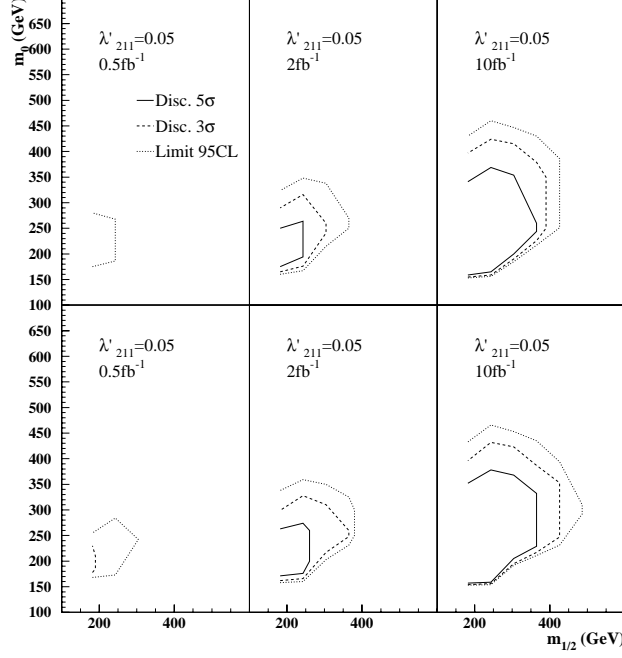 m0 (GeV)
650
600
550
500
450
400
350
300
250
200
150
100
λ'211=0.05
0.5fb-1
λ'211=0.05
2fb-1
λ'211=0.05
10fb-1
Disc. 5σ
Disc. 3σ
Limit 95CL
650
600
550
500
450
400
350
300
250
200
150
100
λ'211=0.05
0.5fb-1
λ'211=0.05
2fb-1
λ'211=0.05
10fb-1
200 400 200 400 200 400
m1/2 (GeV)